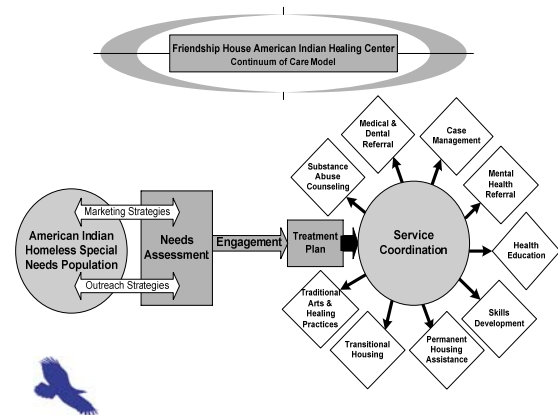 Friendship House American Indian Healing Center
Continuum of Care Model
Medical &
Dental
Referral
Case
Management
Substance
Abuse
Counseling
Mental
Health
Referral
Marketing Strategies
American Indian
Homeless Special
Needs Population
Needs
Assessment
Engagement
Treatment
Plan
Service
Coordination
Health
Education
Outreach Strategies
Traditional
Arts &
Healing
Practices
Skills
Development
Transitional
Housing
Permanent
Housing
Assistance